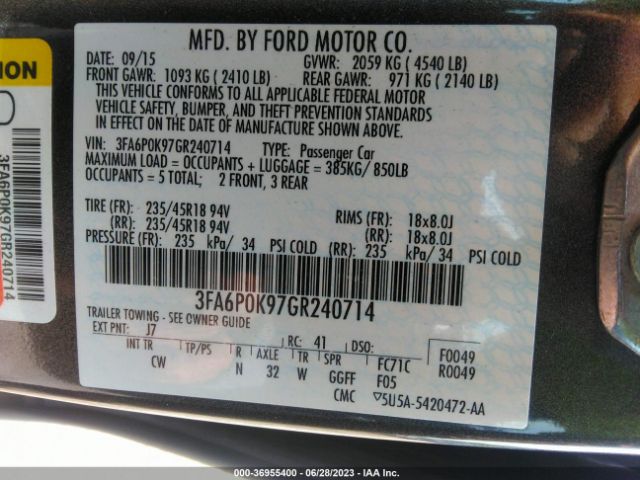 MFD. BY FORD MOTOR CO.
DATE: 09/15 GVWR: 2059 KG ( 4540 LB)
FRONT GAWR: 1093 KG ( 2410 LB) REAR GAWR: 971 KG ( 2140 LB)
THIS VEHICLE CONFORMS TO ALL APPLICABLE FEDERAL MOTOR
VEHICLE SAFETY, BUMPER, AND THEFT PREVENTION STANDARDS
IN EFFECT ON THE DATE OF MANUFACTURE SHOWN ABOVE.
VIN: 3FA6P0K97GR240714 TYPE: Passenger Car
MAXIMUM LOAD = OCCUPANTS + LUGGAGE = 385KG/ 850LB
OCCUPANTS = 5 TOTAL; 2 FRONT, 3 REAR
TIRE (FR): 235/45R18 94V RIMS (FR): 18x8.0J
(RR): 235/45R18 94V (RR): 18x8.0J
PRESSURE (FR): 235 kPa/ 34 PSI COLD (RR): 235 kPa/ 34 PSI COLD
3FA6P0K97GR240714
TRAILER TOWING - SEE OWNER GUIDE
EXT PNT: J7 RC: 41 DSO: F0049
INT TR TP/PS R AXLE TR SPR FC71C R0049
CW N 32 W GGFF F05
CMC ▽5U5A-5420472-AA
ION
3FA6P0K97GR240714
000-36955400 | 06/28/2023 | IAA Inc.